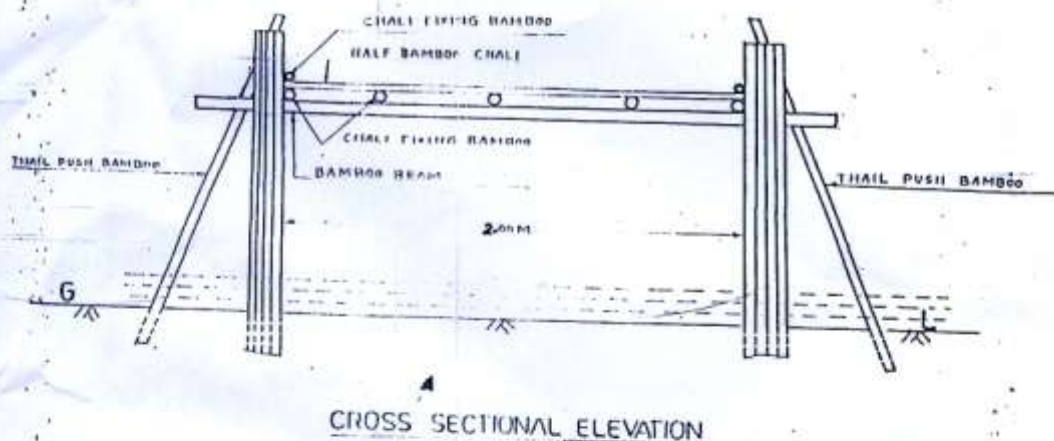 CHALI FIXING BAMBOO
HALF BAMBOO CHALI
CHALI FIXING BAMBOO
THAIL PUSH BAMBOO
BAMBOO BEAM
THAIL PUSH BAMBOO
2.00M
G
L
A
CROSS SECTIONAL ELEVATION